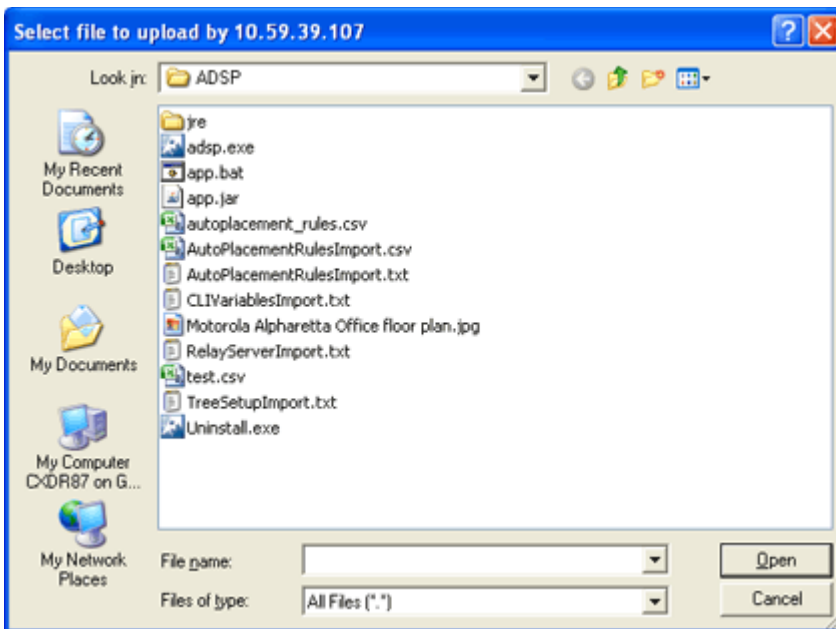 Select file to upload by 10.59.39.107
Look in:
ADSP
My Recent
Documents
Desktop
My Documents
My Computer
CXDR87 on G...
My Network
Places
jre
adsp.exe
app.bat
app.jar
autoplacement_rules.csv
AutoPlacementRulesImport.csv
AutoPlacementRulesImport.txt
CLIVariablesImport.txt
Motorola Alpharetta Office floor plan.jpg
RelayServerImport.txt
test.csv
TreeSetupImport.txt
Uninstall.exe
File name:
Open
Files of type:
All Files (*.*)
Cancel